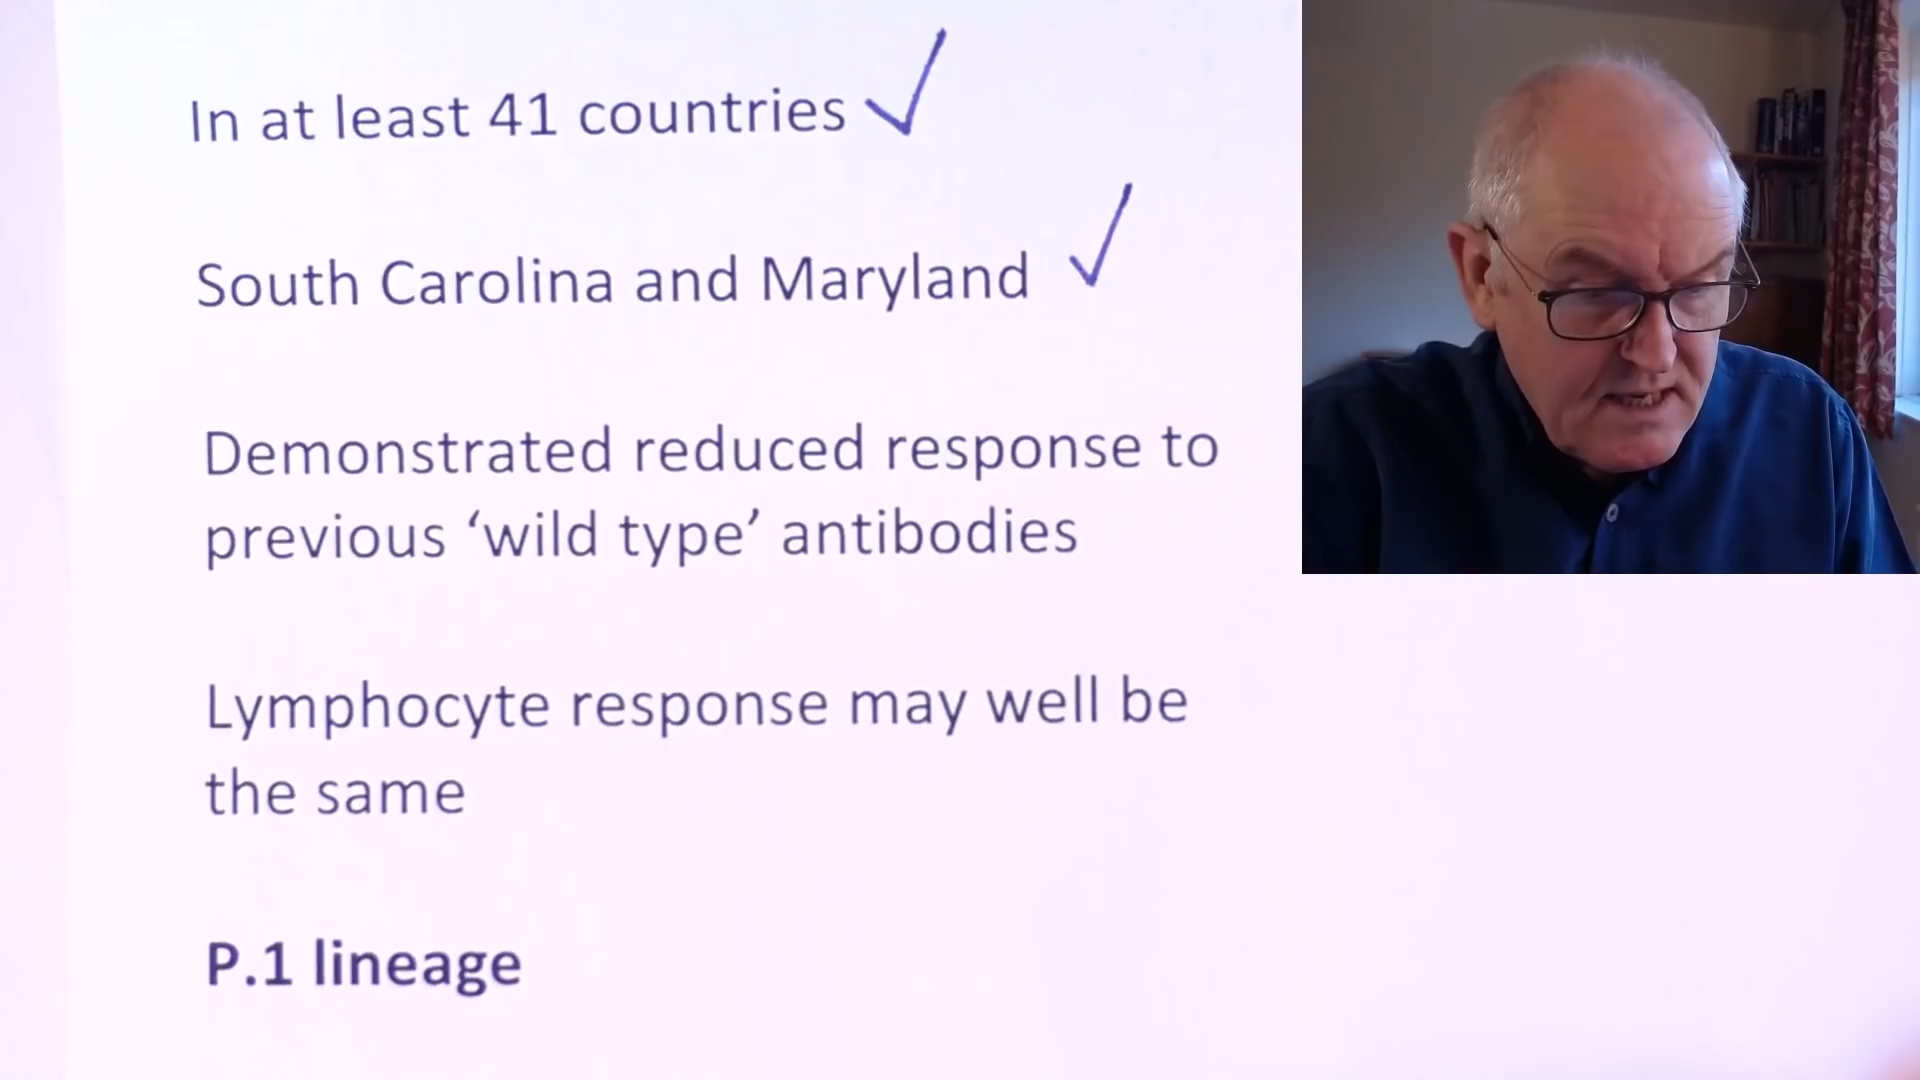 In at least 41 countries
South Carolina and Maryland
Demonstrated reduced response to
previous ‘wild type’ antibodies
Lymphocyte response may well be
the same
P.1 lineage